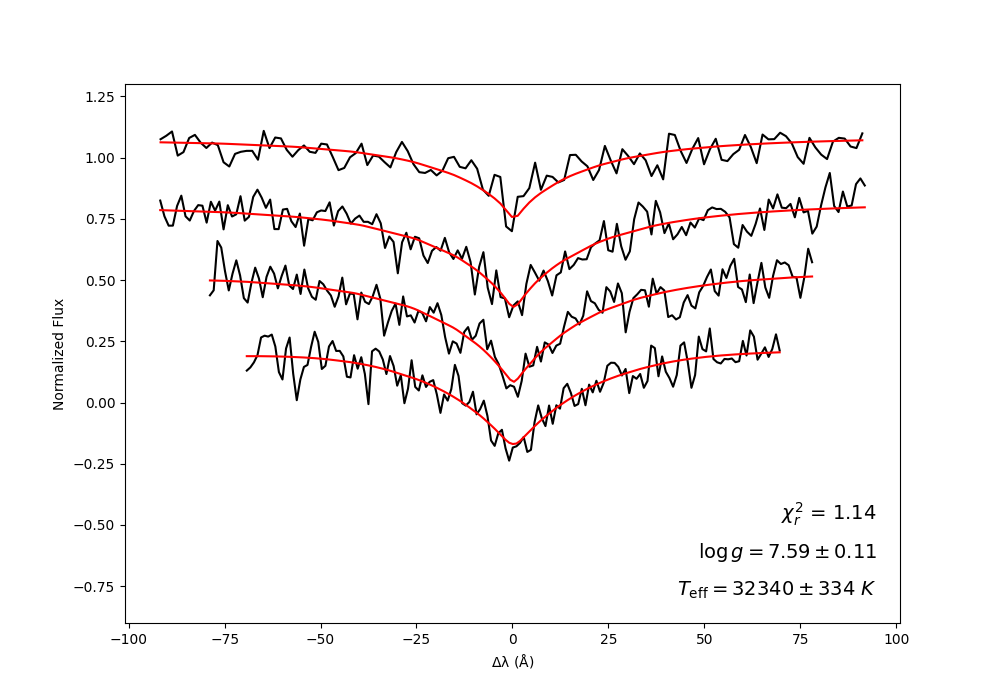 1.25
1.00
0.75
0.50
0.25
0.00
−0.25
−0.50
−0.75
Normalized Flux
χ²ᵣ = 1.14
log g = 7.59 ± 0.11
T_eff = 32340 ± 334 K
−100 −75 −50 −25 0 25 50 75 100
Δλ (Å)